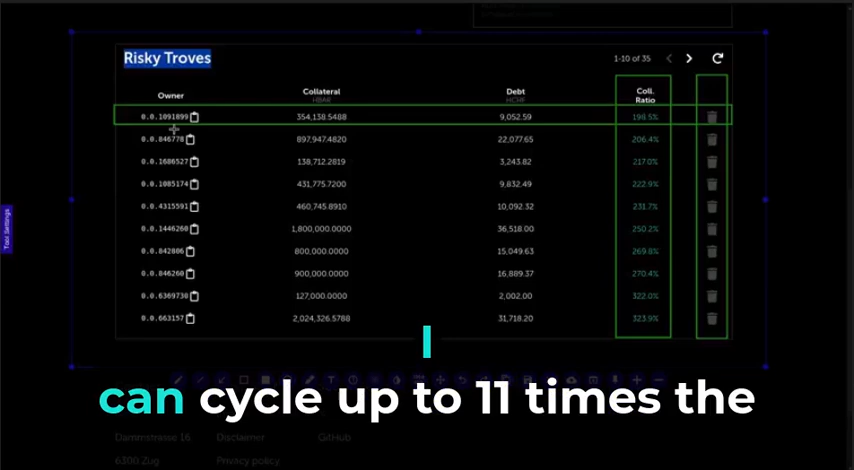 Risky Troves
1-10 of 35
Owner Collateral Debt Coll.
HBAR HCHF Ratio
0.0.1091899 354,138.5488 9,052.59 198.5%
0.0.846778 897,947.4820 22,077.65 206.4%
0.0.1686527 138,712.2819 3,243.82 217.0%
0.0.1085174 431,775.7200 9,832.49 222.9%
0.0.4315591 460,745.8910 10,092.32 231.7%
0.0.1446260 1,800,000.0000 36,518.00 250.2%
0.0.842806 800,000.0000 15,049.63 269.8%
0.0.846260 900,000.0000 16,889.37 270.4%
0.0.6369730 127,000.0000 2,002.00 322.0%
0.0.663157 2,024,326.5788 31,718.20 323.9%
Tool Settings
I
can cycle up to 11 times the
Dammstrasse 16 Disclaimer GitHub
6300 Zug Privacy policy